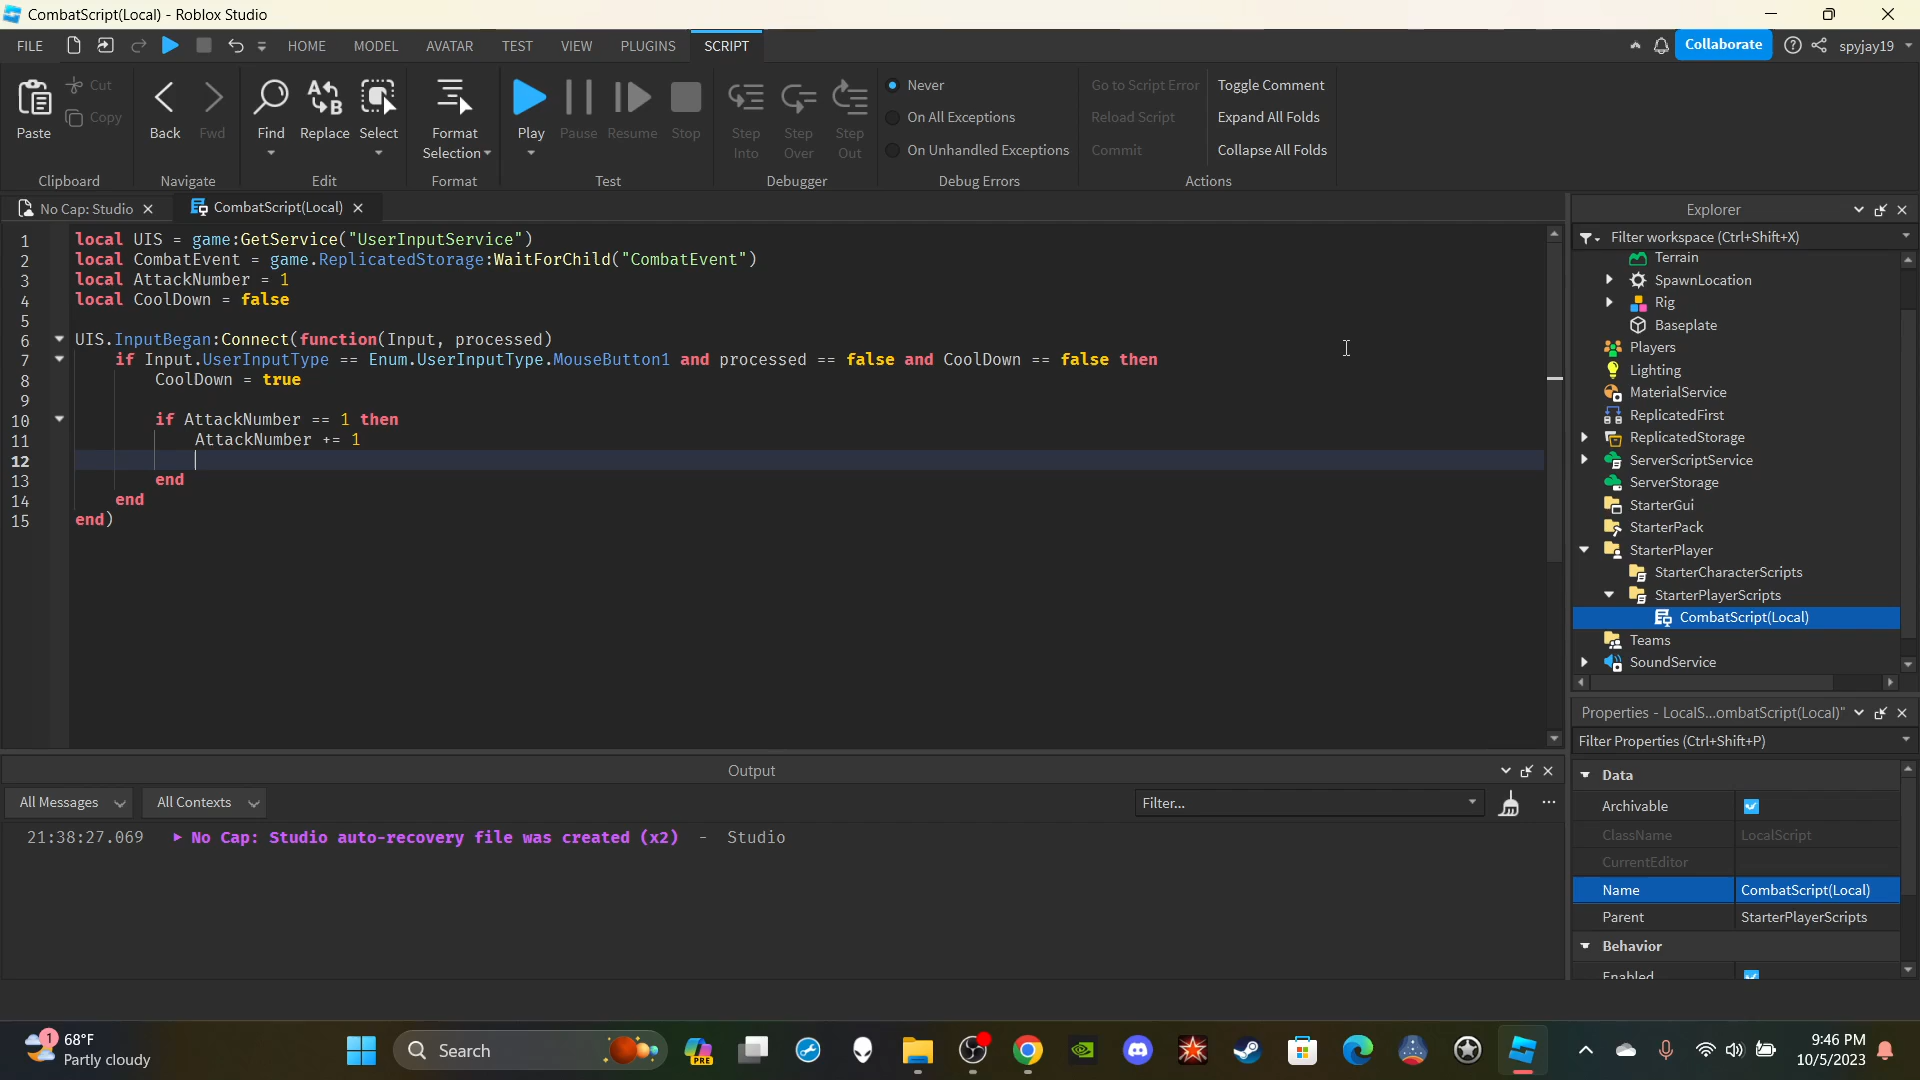 CombatScript(Local) - Roblox Studio
FILE HOME MODEL AVATAR TEST VIEW PLUGINS SCRIPT Collaborate spyjay19
Paste Cut Copy Back Fwd Find Replace Select Format Selection Play Pause Resume Stop Step Into Step Over Step Out
Never
On All Exceptions
On Unhandled Exceptions
Go to Script Error
Reload Script
Commit
Toggle Comment
Expand All Folds
Collapse All Folds
Clipboard Navigate Edit Format Test Debugger Debug Errors Actions
No Cap: Studio CombatScript(Local)
1 local UIS = game:GetService("UserInputService")
2 local CombatEvent = game.ReplicatedStorage:WaitForChild("CombatEvent")
3 local AttackNumber = 1
4 local CoolDown = false
5
6 UIS.InputBegan:Connect(function(Input, processed)
7 if Input.UserInputType == Enum.UserInputType.MouseButton1 and processed == false and CoolDown == false then
8 CoolDown = true
9
10 if AttackNumber == 1 then
11 AttackNumber += 1
12
13 end
14 end
15 end)
Explorer
Filter workspace (Ctrl+Shift+X)
Terrain
SpawnLocation
Rig
Baseplate
Players
Lighting
MaterialService
ReplicatedFirst
ReplicatedStorage
ServerScriptService
ServerStorage
StarterGui
StarterPack
StarterPlayer
StarterCharacterScripts
StarterPlayerScripts
CombatScript(Local)
Teams
SoundService
Properties - LocalS...ombatScript(Local)"
Filter Properties (Ctrl+Shift+P)
Data
Archivable
ClassName LocalScript
CurrentEditor
Name CombatScript(Local)
Parent StarterPlayerScripts
Behavior
Enabled
Output
All Messages All Contexts Filter...
21:38:27.069 No Cap: Studio auto-recovery file was created (x2) - Studio
1
68°F
Partly cloudy
Search
PRE
9:46 PM
10/5/2023